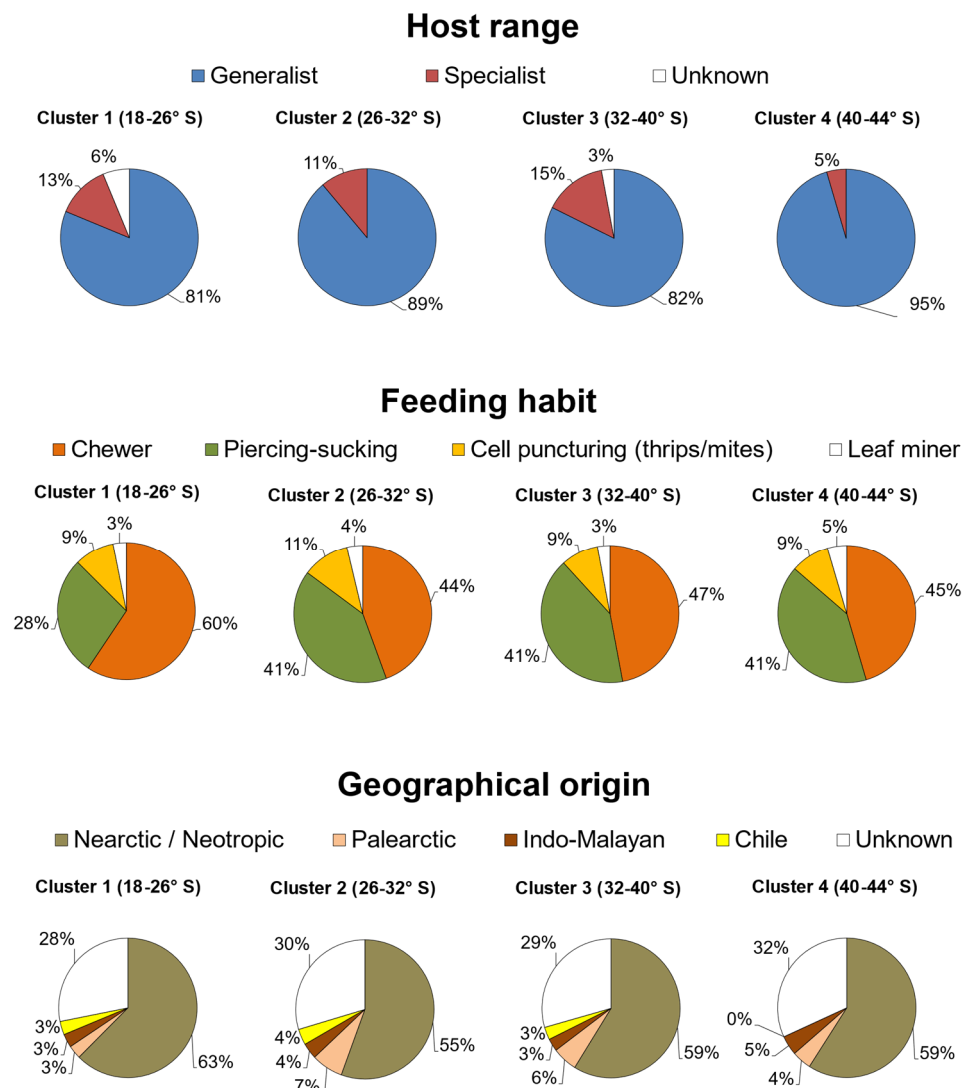 Host range
Generalist Specialist Unknown
Cluster 1 (18-26° S) Cluster 2 (26-32° S) Cluster 3 (32-40° S) Cluster 4 (40-44° S)
6% 11% 3% 5%
13% 15%
81% 89% 82% 95%
Feeding habit
Chewer Piercing-sucking Cell puncturing (thrips/mites) Leaf miner
Cluster 1 (18-26° S) Cluster 2 (26-32° S) Cluster 3 (32-40° S) Cluster 4 (40-44° S)
3% 4% 3% 5%
9% 11% 9% 9%
44% 47% 45%
28% 60% 41% 41% 41%
Geographical origin
Nearctic / Neotropic Palearctic Indo-Malayan Chile Unknown
Cluster 1 (18-26° S) Cluster 2 (26-32° S) Cluster 3 (32-40° S) Cluster 4 (40-44° S)
28% 30% 29% 32%
3% 4% 3% 0%
3% 4% 55% 3% 59% 5% 59%
3% 63% 7% 6% 4%